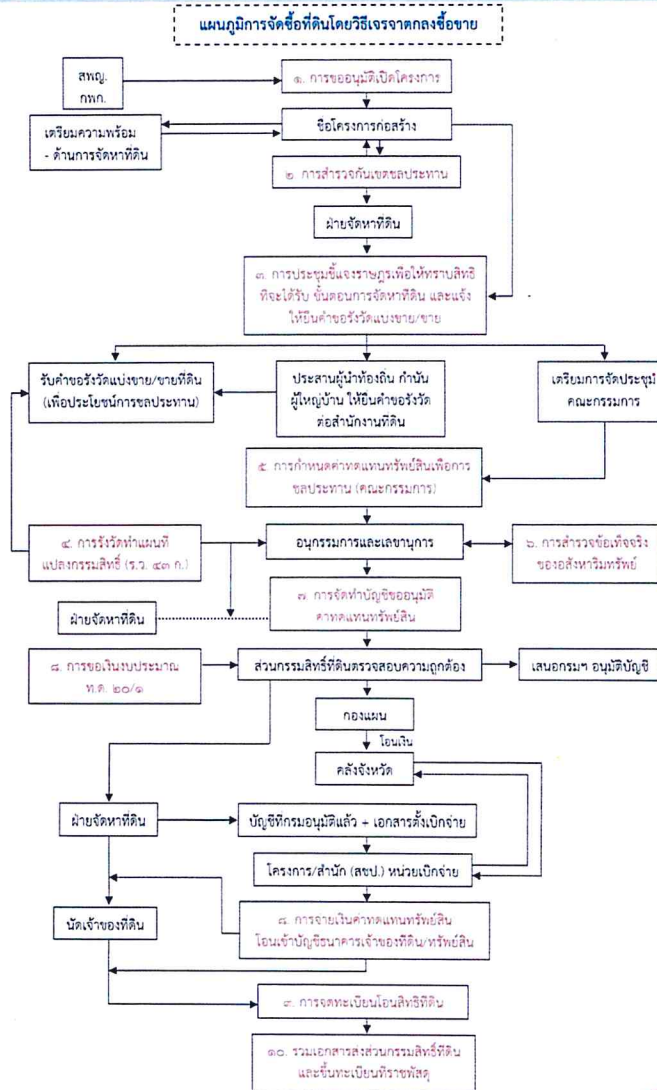 แผนภูมิการจัดซื้อที่ดินโดยวิธีเจรจาตกลงซื้อขาย
สพญ.
กพก.
๑. การขออนุมัติเปิดโครงการ
ชื่อโครงการก่อสร้าง
เตรียมความพร้อม
- ด้านการจัดหาที่ดิน
๒. การสำรวจกันเขตชลประทาน
ฝ่ายจัดหาที่ดิน
๓. การประชุมชี้แจงราษฎรเพื่อให้ทราบสิทธิ
ที่จะได้รับ ขั้นตอนการจัดหาที่ดิน และแจ้ง
ให้ยื่นคำขอรังวัดแบ่งขาย/ขาย
รับคำขอรังวัดแบ่งขาย/ขายที่ดิน
(เพื่อประโยชน์การชลประทาน)
ประสานผู้นำท้องถิ่น กำนัน
ผู้ใหญ่บ้าน ให้ยื่นคำขอรังวัด
ต่อสำนักงานที่ดิน
เตรียมการจัดประชุม
คณะกรรมการ
๕. การกำหนดค่าทดแทนทรัพย์สินเพื่อการ
ชลประทาน (คณะกรรมการ)
๔. การรังวัดทำแผนที่
แปลงกรรมสิทธิ์ (ร.ว. ๔๓ ก.)
อนุกรรมการและเลขานุการ
๖. การสำรวจข้อเท็จจริง
ของอสังหาริมทรัพย์
๗. การจัดทำบัญชีขออนุมัติ
ค่าทดแทนทรัพย์สิน
ฝ่ายจัดหาที่ดิน
๘. การขอเงินงบประมาณ
ท.ด. ๒๐/๑
ส่วนกรรมสิทธิ์ที่ดินตรวจสอบความถูกต้อง
เสนอกรมฯ อนุมัติบัญชี
กองแผน
โอนเงิน
คลังจังหวัด
ฝ่ายจัดหาที่ดิน
บัญชีที่กรมอนุมัติแล้ว + เอกสารตั้งเบิกจ่าย
โครงการ/สำนัก (สชป.) หน่วยเบิกจ่าย
นัดเจ้าของที่ดิน
๘. การจ่ายเงินค่าทดแทนทรัพย์สิน
โอนเข้าบัญชีธนาคารเจ้าของที่ดิน/ทรัพย์สิน
๙. การจดทะเบียนโอนสิทธิที่ดิน
๑๐. รวมเอกสารส่งส่วนกรรมสิทธิ์ที่ดิน
และขึ้นทะเบียนที่ราชพัสดุ